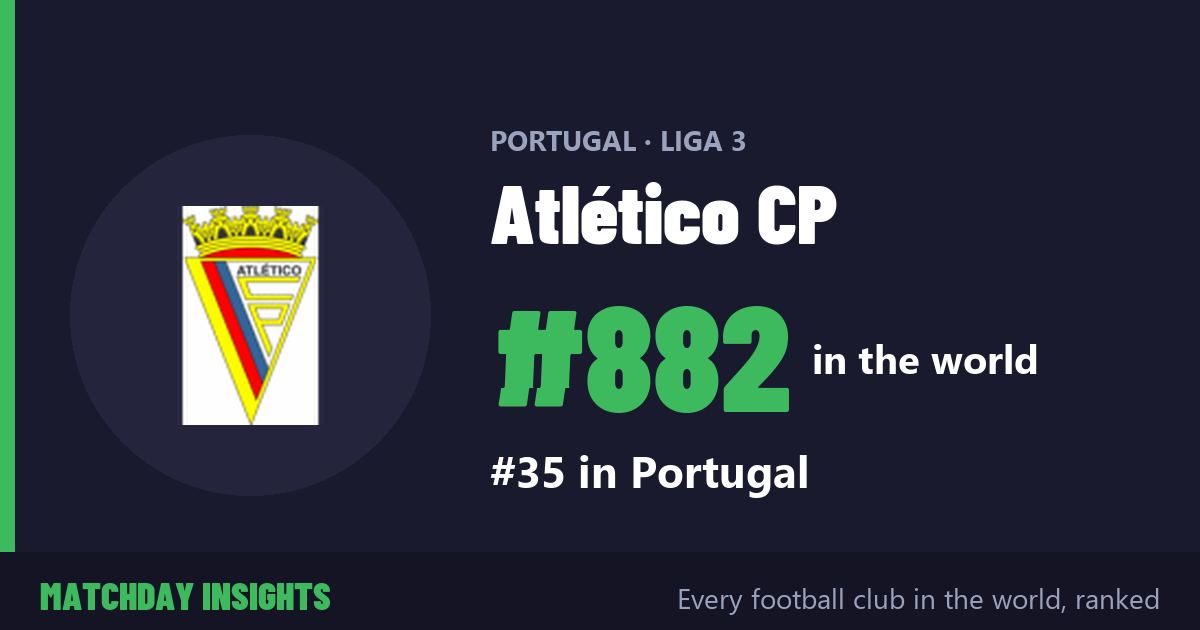 PORTUGAL · LIGA 3
Atlético CP
ATLÉTICO
#882 in the world
#35 in Portugal
MATCHDAY INSIGHTS
Every football club in the world, ranked